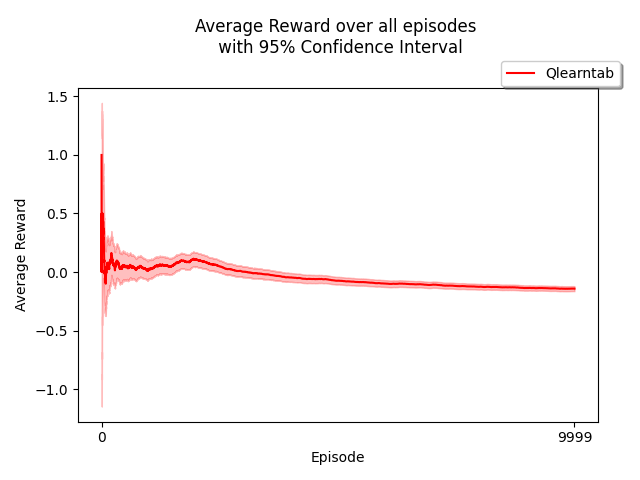 Average Reward over all episodes
with 95% Confidence Interval
Qlearntab
1.5
1.0
0.5
0.0
−0.5
−1.0
Average Reward
0
9999
Episode